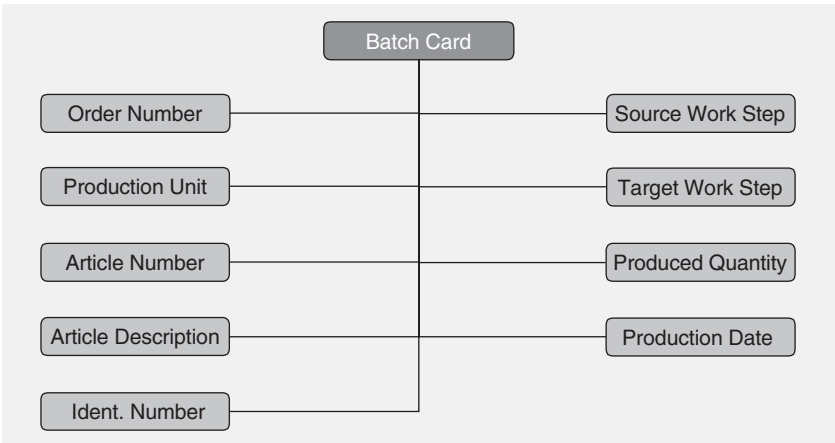 Batch Card
Order Number
Source Work Step
Production Unit
Target Work Step
Article Number
Produced Quantity
Article Description
Production Date
Ident. Number